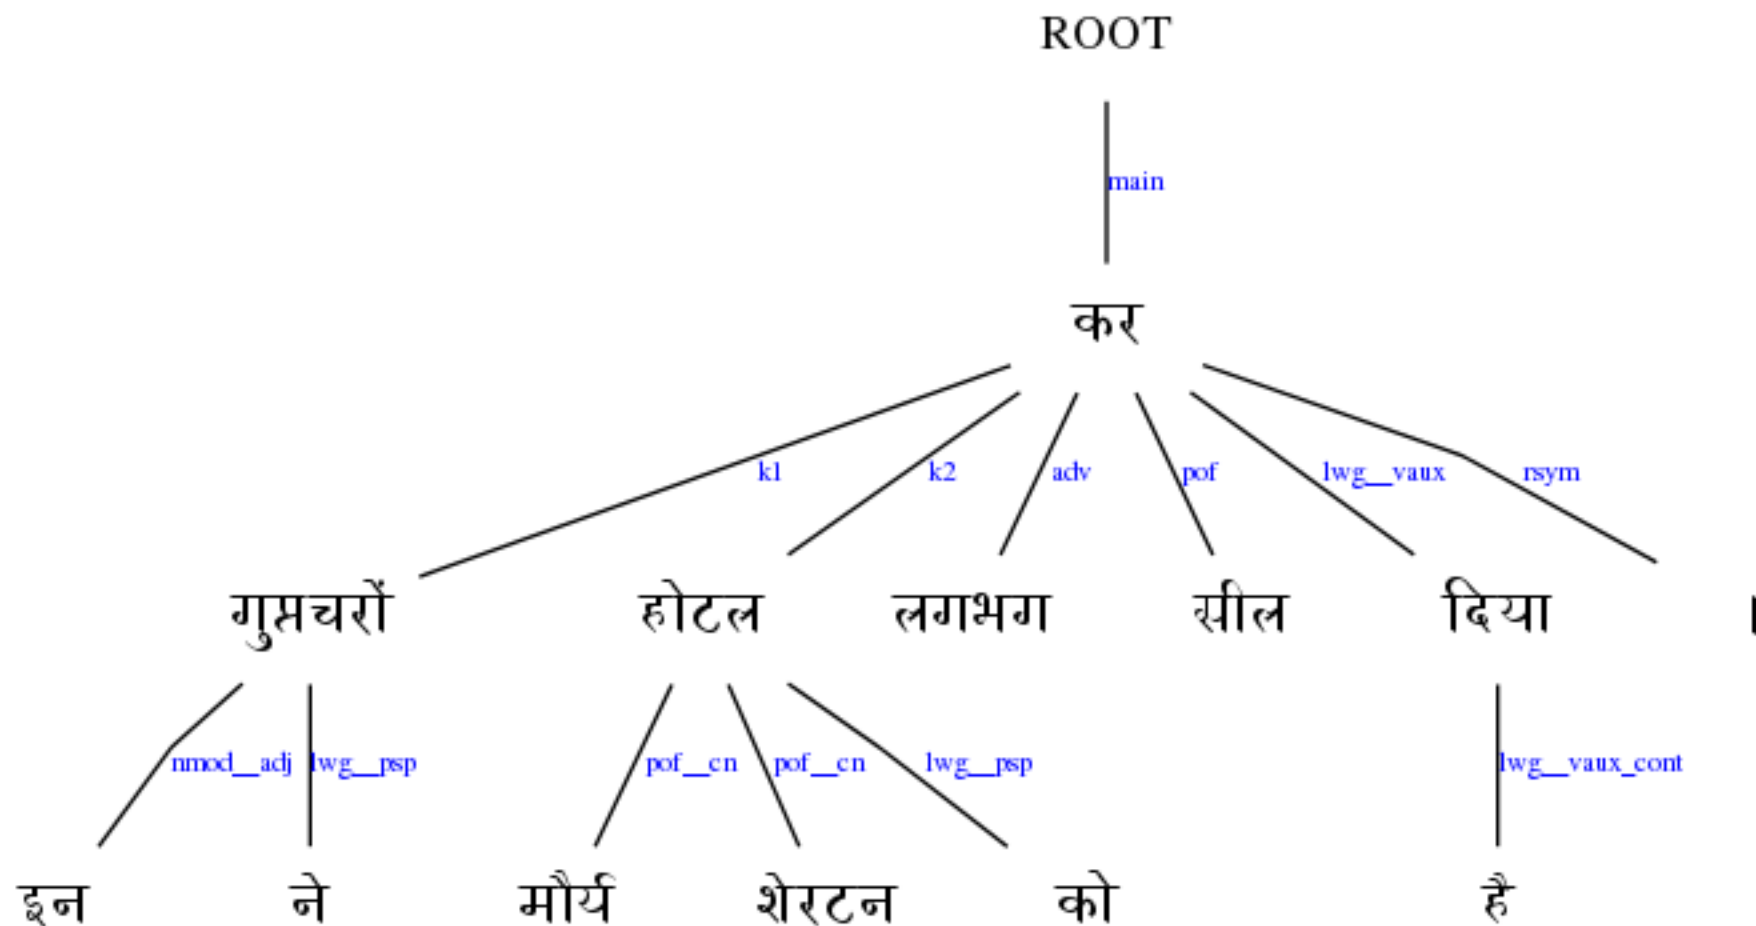 ROOT
main
कर
k1 k2 adv pof lwg__vaux rsym
गुप्तचरों होटल लगभग सील दिया ।
nmod__adj lwg__psp pof__cn pof__cn lwg__psp lwg__vaux_cont
इन ने मौर्य शेरटन को है